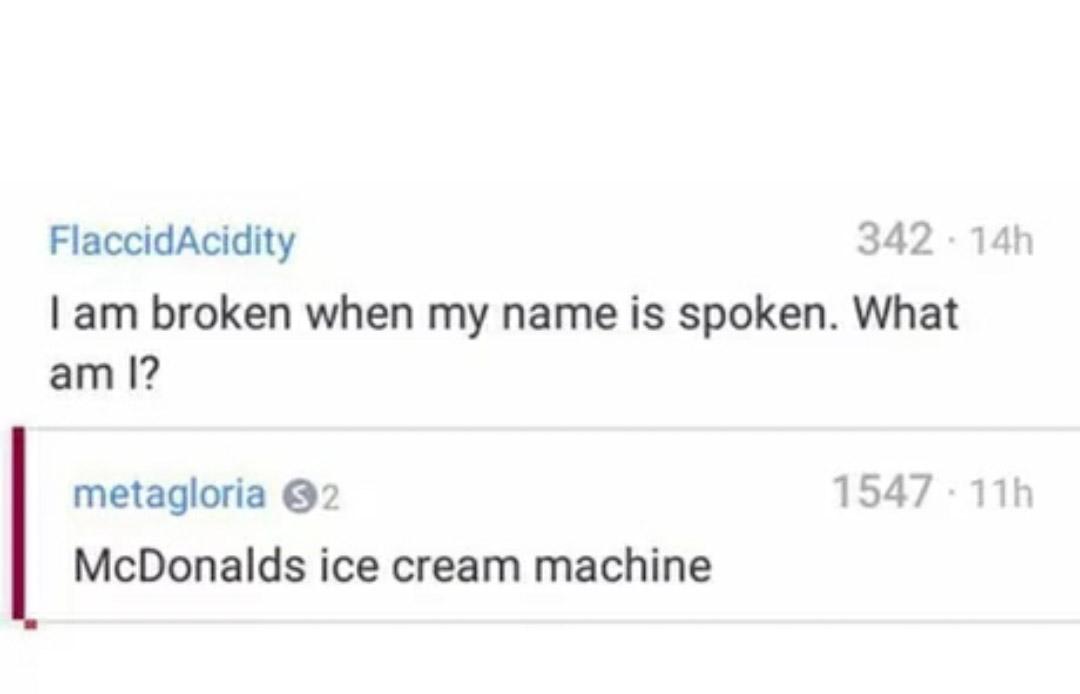 FlaccidAcidity 342 · 14h
I am broken when my name is spoken. What
am I?
metagloria S 2 1547 · 11h
McDonalds ice cream machine